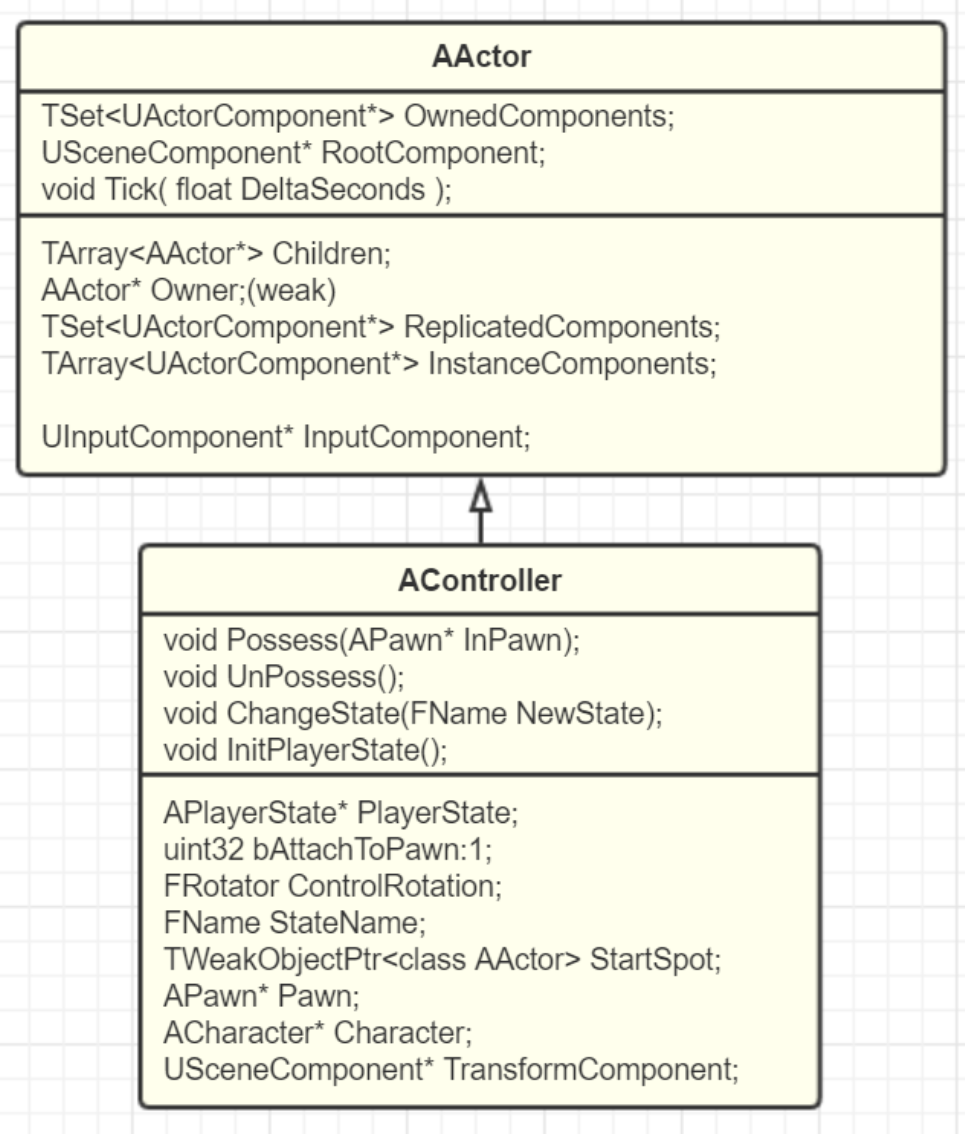 AActor
TSet<UActorComponent*> OwnedComponents;
USceneComponent* RootComponent;
void Tick( float DeltaSeconds );
TArray<AActor*> Children;
AActor* Owner;(weak)
TSet<UActorComponent*> ReplicatedComponents;
TArray<UActorComponent*> InstanceComponents;
UInputComponent* InputComponent;
AController
void Possess(APawn* InPawn);
void UnPossess();
void ChangeState(FName NewState);
void InitPlayerState();
APlayerState* PlayerState;
uint32 bAttachToPawn:1;
FRotator ControlRotation;
FName StateName;
TWeakObjectPtr<class AActor> StartSpot;
APawn* Pawn;
ACharacter* Character;
USceneComponent* TransformComponent;